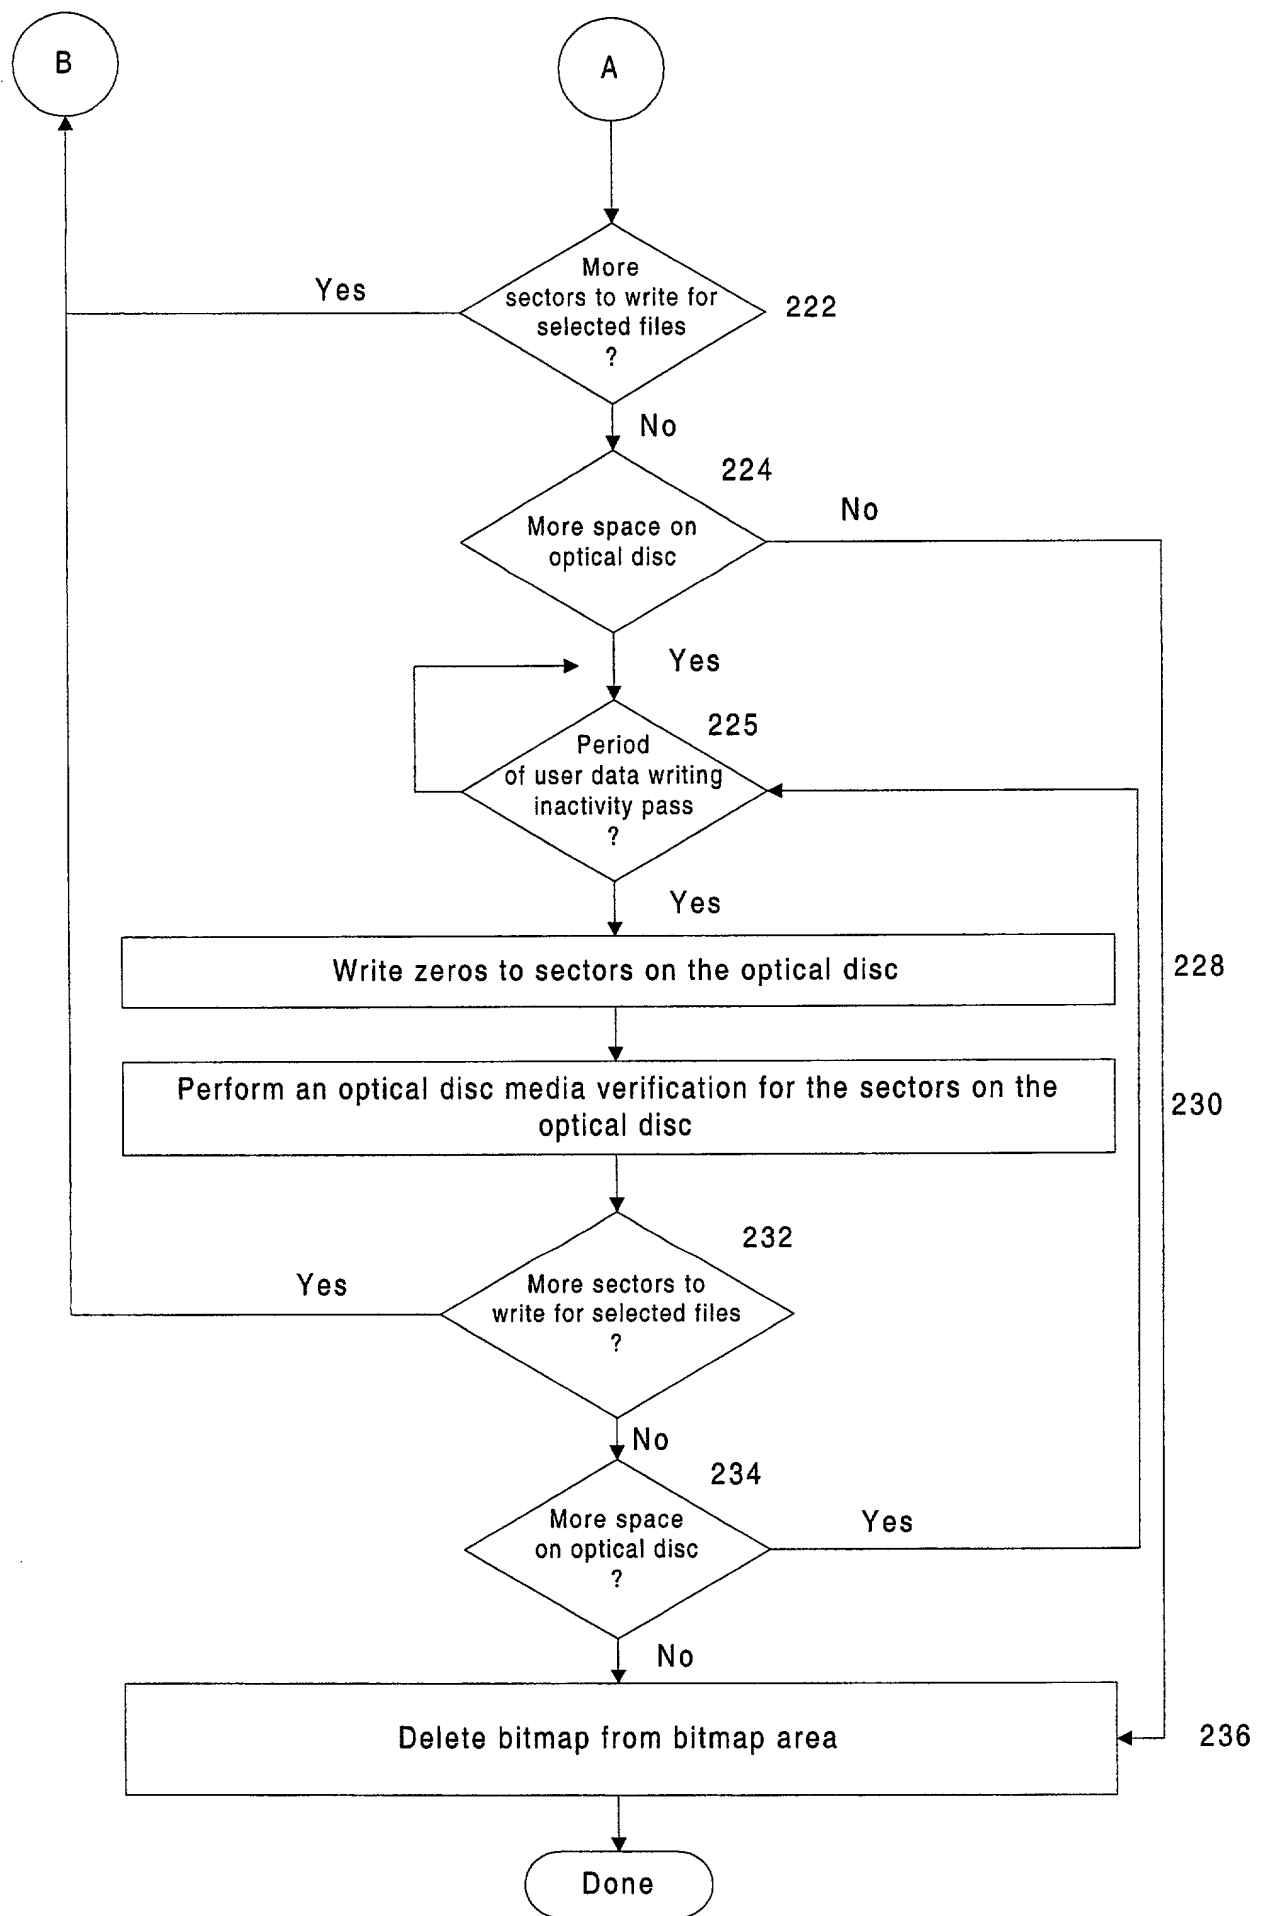 B
A
More
sectors to write for
selected files
?
Yes
222
No
224
More space on
optical disc
No
Yes
225
Period
of user data writing
inactivity pass
?
Yes
Write zeros to sectors on the optical disc
228
Perform an optical disc media verification for the sectors on the
optical disc
230
232
More sectors to
write for selected files
?
Yes
No
234
More space
on optical disc
?
Yes
No
Delete bitmap from bitmap area
236
Done